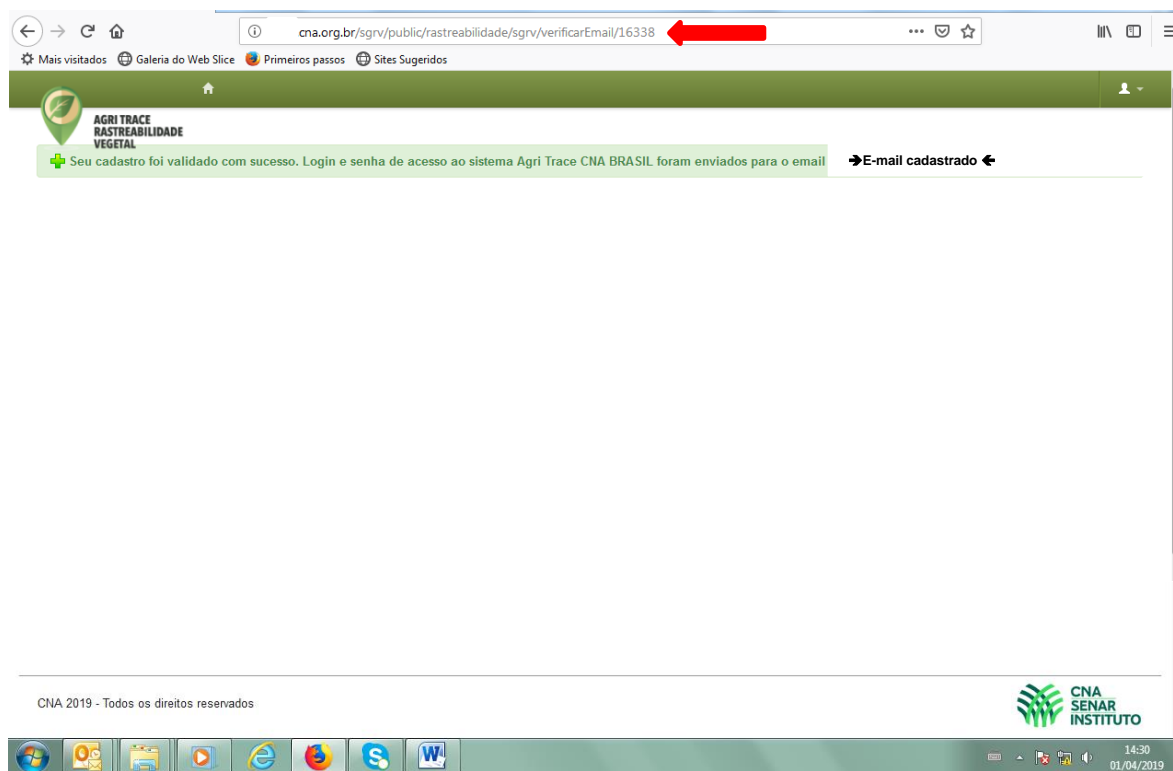 cna.org.br/sgrv/public/rastreabilidade/sgrv/verificarEmail/16338
Mais visitados Galeria do Web Slice Primeiros passos Sites Sugeridos
AGRI TRACE
RASTREABILIDADE
VEGETAL
Seu cadastro foi validado com sucesso. Login e senha de acesso ao sistema Agri Trace CNA BRASIL foram enviados para o email ➔E-mail cadastrado 🡸
CNA 2019 - Todos os direitos reservados
CNA
SENAR
INSTITUTO
14:30
01/04/2019